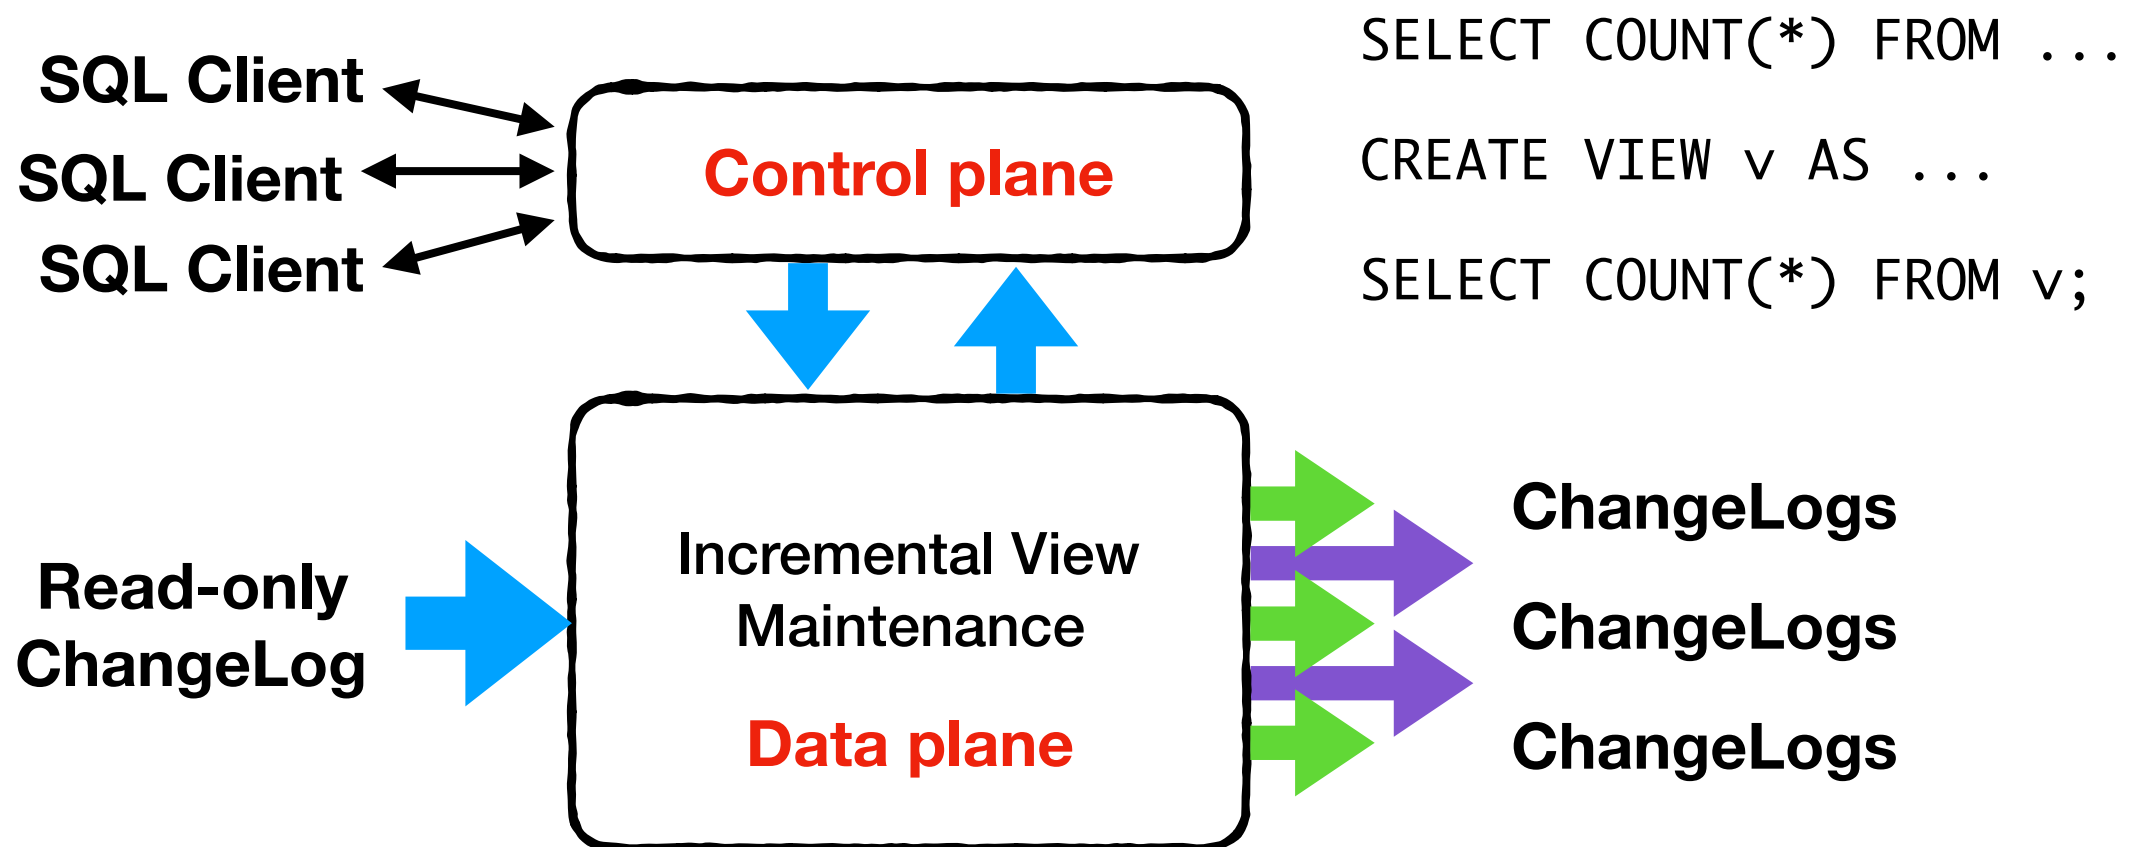 SQL Client
SQL Client
SQL Client
Control plane
SELECT COUNT(*) FROM ...
CREATE VIEW v AS ...
SELECT COUNT(*) FROM v;
Read-only
ChangeLog
Incremental View
Maintenance
Data plane
ChangeLogs
ChangeLogs
ChangeLogs